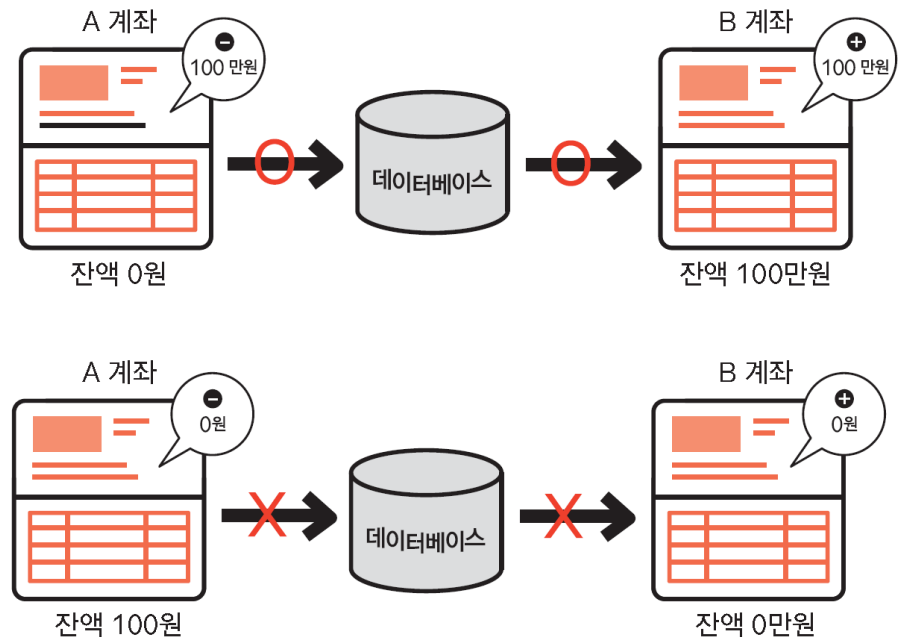 A 계좌
B 계좌
100 만원
100 만원
데이터베이스
잔액 0원
잔액 100만원
A 계좌
B 계좌
0원
0원
데이터베이스
잔액 100원
잔액 0만원